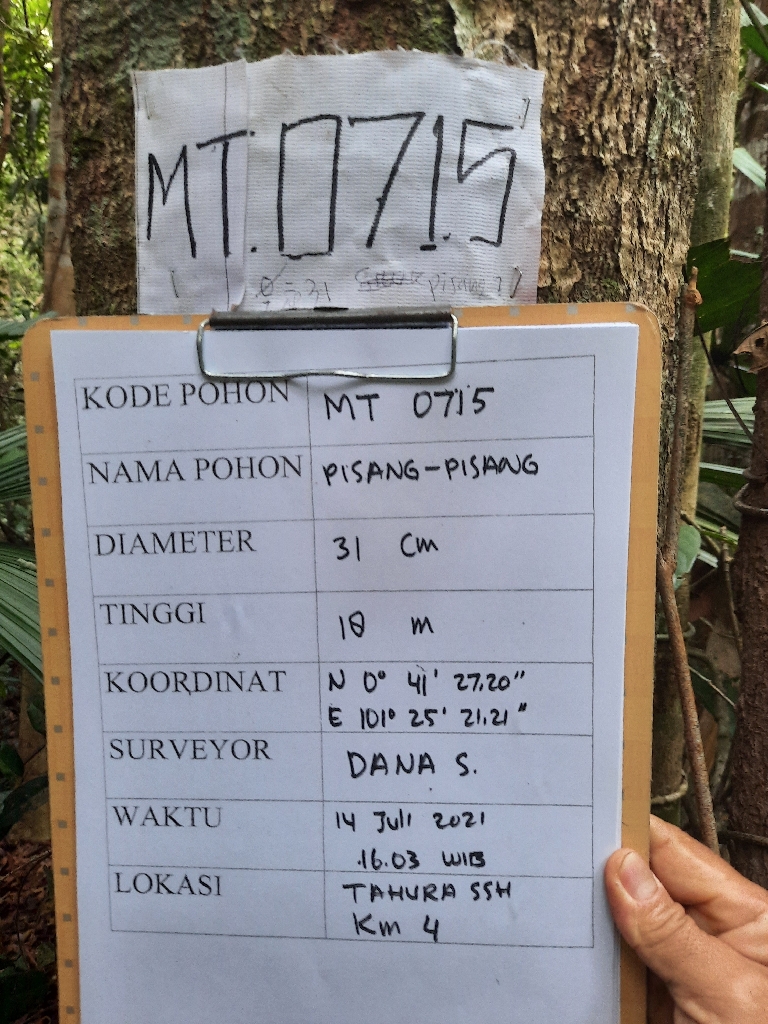 MT.0715
31 pisang 2
KODE POHON MT 0715
NAMA POHON PISANG-PISANG
DIAMETER 31 Cm
TINGGI 18 m
KOORDINAT N 0° 41' 27.20"
E 101° 25' 21.21"
SURVEYOR DANA S.
WAKTU 14 Juli 2021
16.03 WIB
LOKASI TAHURA SSH
Km 4